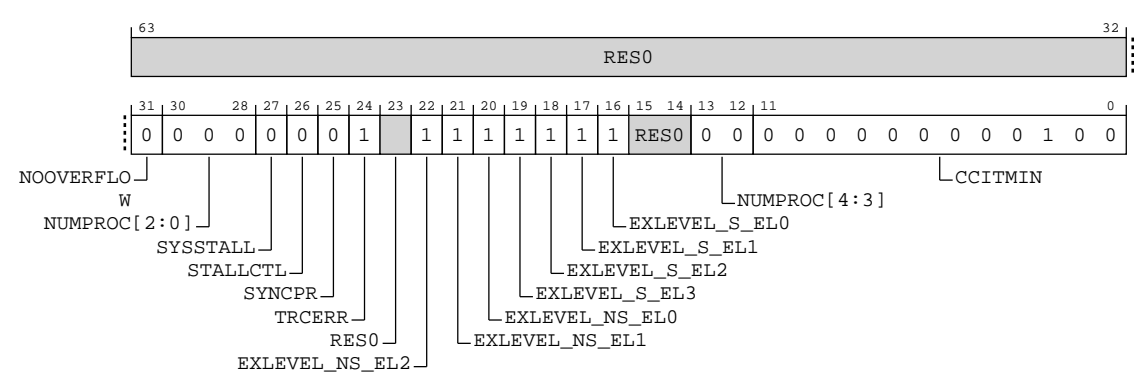 63 32
RES0
31 30 28 27 26 25 24 23 22 21 20 19 18 17 16 15 14 13 12 11 0
0 0 0 0 0 0 0 1 1 1 1 1 1 1 1 RES0 0 0 0 0 0 0 0 0 0 0 0 1 0 0
NOOVERFLO
W
CCITMIN
NUMPROC[4:3]
NUMPROC[2:0]
EXLEVEL_S_EL0
SYSSTALL
EXLEVEL_S_EL1
STALLCTL
EXLEVEL_S_EL2
SYNCPR
EXLEVEL_S_EL3
TRCERR
EXLEVEL_NS_EL0
RES0
EXLEVEL_NS_EL1
EXLEVEL_NS_EL2